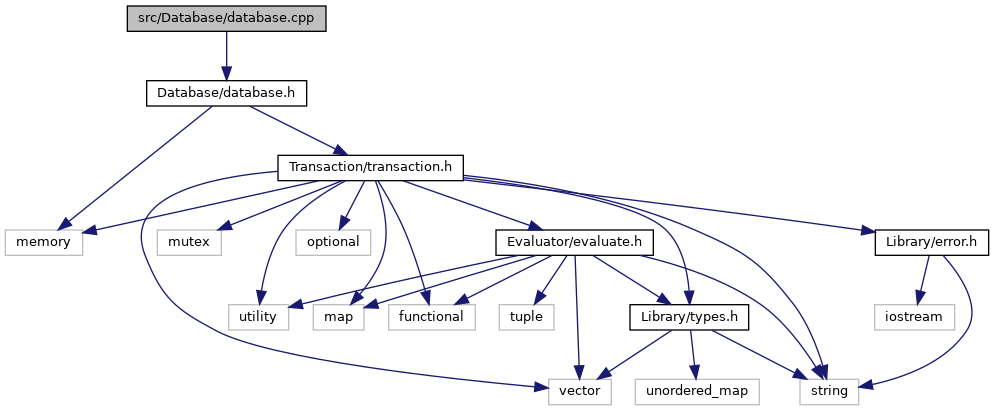 src/Database/database.cpp
Database/database.h
Transaction/transaction.h
memory
mutex
optional
Evaluator/evaluate.h
Library/error.h
utility
map
functional
tuple
Library/types.h
iostream
vector
unordered_map
string